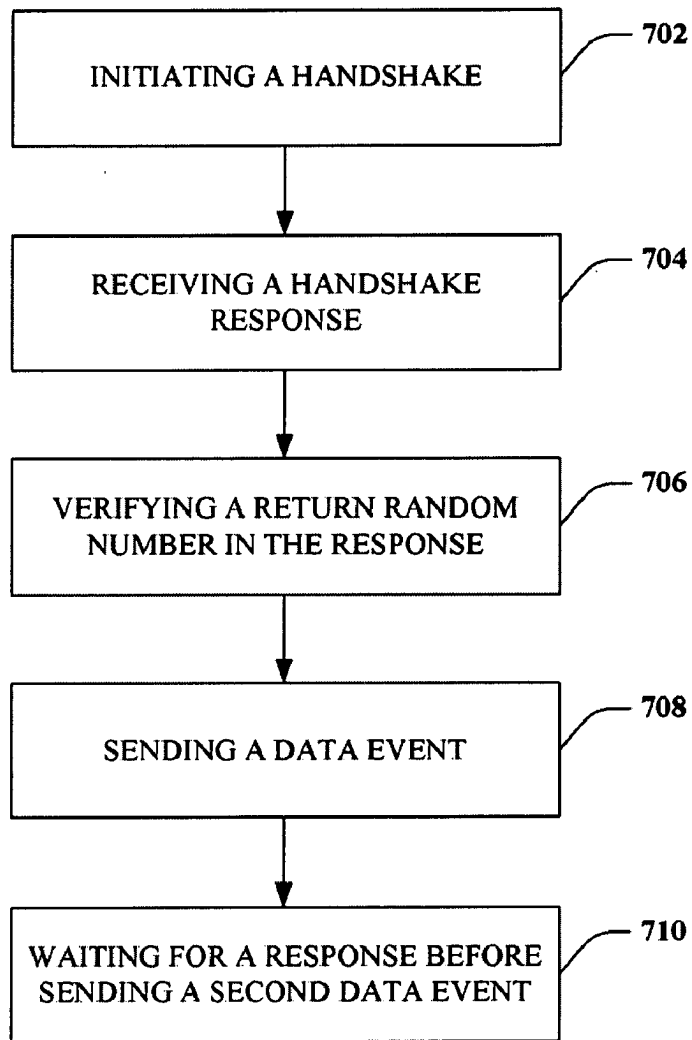 702
INITIATING A HANDSHAKE
704
RECEIVING A HANDSHAKE
RESPONSE
706
VERIFYING A RETURN RANDOM
NUMBER IN THE RESPONSE
708
SENDING A DATA EVENT
710
WAITING FOR A RESPONSE BEFORE
SENDING A SECOND DATA EVENT